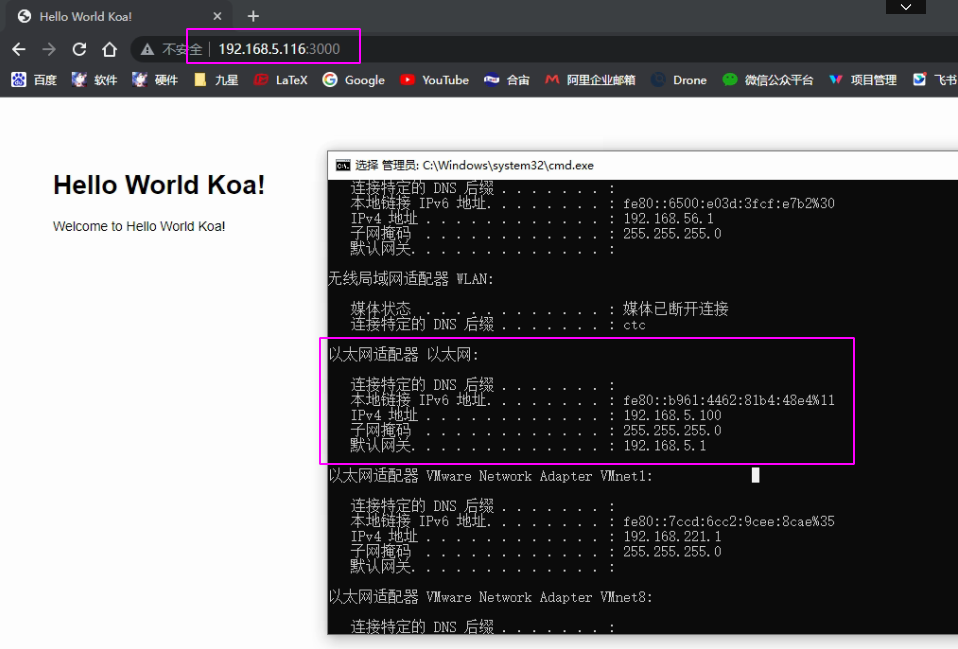 Hello World Koa!
不安全 192.168.5.116:3000
百度 软件 硬件 九星 LaTeX Google YouTube 合宙 阿里企业邮箱 Drone 微信公众平台 项目管理 飞书
Hello World Koa!
Welcome to Hello World Koa!
选择 管理员: C:\Windows\system32\cmd.exe
连接特定的 DNS 后缀 . . . . . . . :
本地链接 IPv6 地址. . . . . . . . : fe80::6500:e03d:3fcf:e7b2%30
IPv4 地址 . . . . . . . . . . . . : 192.168.56.1
子网掩码 . . . . . . . . . . . . : 255.255.255.0
默认网关. . . . . . . . . . . . . :
无线局域网适配器 WLAN:
媒体状态 . . . . . . . . . . . . : 媒体已断开连接
连接特定的 DNS 后缀 . . . . . . . : ctc
以太网适配器 以太网:
连接特定的 DNS 后缀 . . . . . . . :
本地链接 IPv6 地址. . . . . . . . : fe80::b961:4462:81b4:48e4%11
IPv4 地址 . . . . . . . . . . . . : 192.168.5.100
子网掩码 . . . . . . . . . . . . : 255.255.255.0
默认网关. . . . . . . . . . . . . : 192.168.5.1
以太网适配器 VMware Network Adapter VMnet1:
连接特定的 DNS 后缀 . . . . . . . :
本地链接 IPv6 地址. . . . . . . . : fe80::7ccd:6cc2:9cee:8cae%35
IPv4 地址 . . . . . . . . . . . . : 192.168.221.1
子网掩码 . . . . . . . . . . . . : 255.255.255.0
默认网关. . . . . . . . . . . . . :
以太网适配器 VMware Network Adapter VMnet8:
连接特定的 DNS 后缀 . . . . . . . :